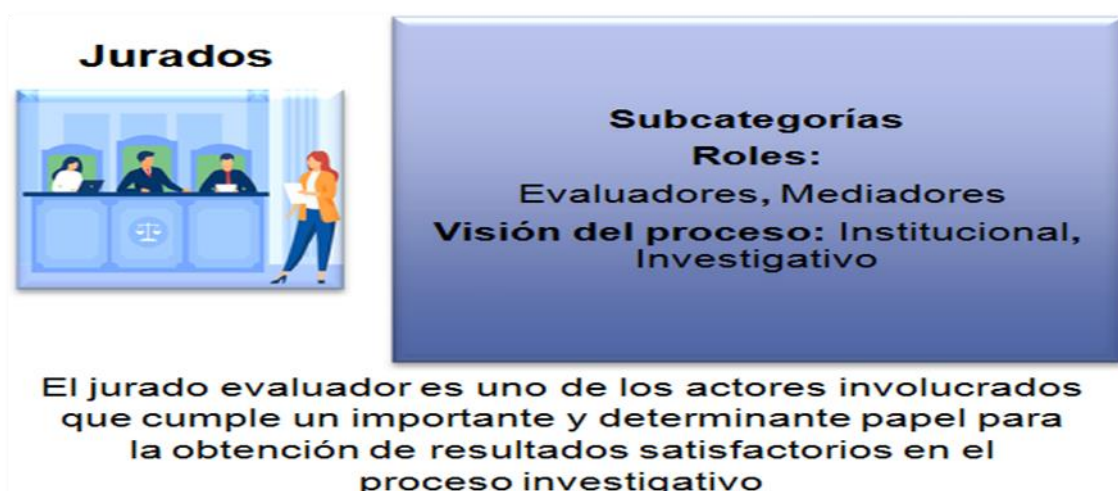 Jurados
Subcategorías
Roles:
Evaluadores, Mediadores
Visión del proceso: Institucional,
Investigativo
El jurado evaluador es uno de los actores involucrados
que cumple un importante y determinante papel para
la obtención de resultados satisfactorios en el
proceso investigativo